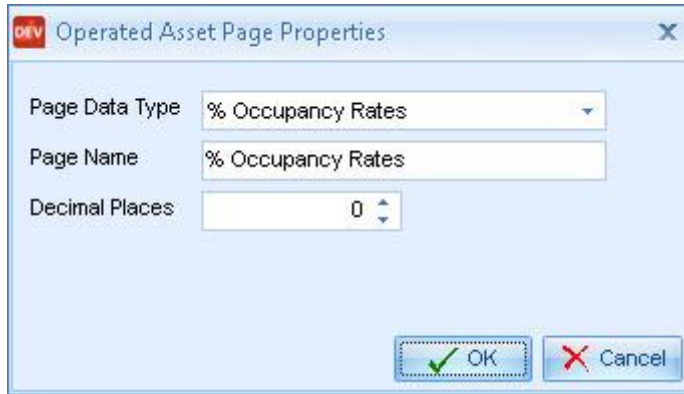 DEV Operated Asset Page Properties
Page Data Type % Occupancy Rates
Page Name % Occupancy Rates
Decimal Places 0
OK Cancel